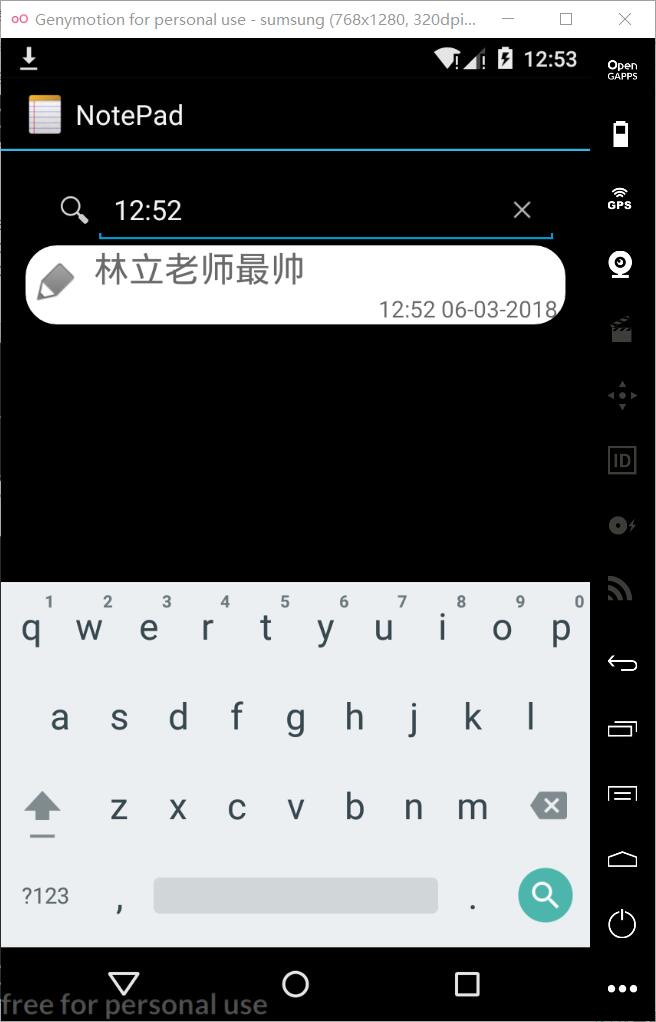 Genymotion for personal use - sumsung (768x1280, 320dpi...
12:53
Open
GAPPS
NotePad
GPS
12:52
林立老师最帅
12:52 06-03-2018
ID
1 2 3 4 5 6 7 8 9 0
q w e r t y u i o p
a s d f g h j k l
z x c v b n m
?123 , .
free for personal use